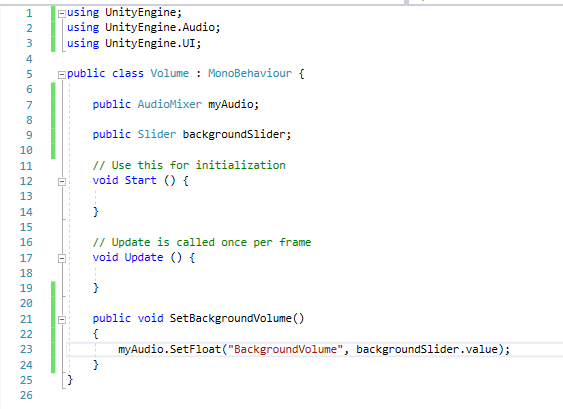 1 using UnityEngine;
2 using UnityEngine.Audio;
3 using UnityEngine.UI;
4
5 public class Volume : MonoBehaviour {
6
7 public AudioMixer myAudio;
8
9 public Slider backgroundSlider;
10
11 // Use this for initialization
12 void Start () {
13
14 }
15
16 // Update is called once per frame
17 void Update () {
18
19 }
20
21 public void SetBackgroundVolume()
22 {
23 myAudio.SetFloat("BackgroundVolume", backgroundSlider.value);
24 }
25 }
26